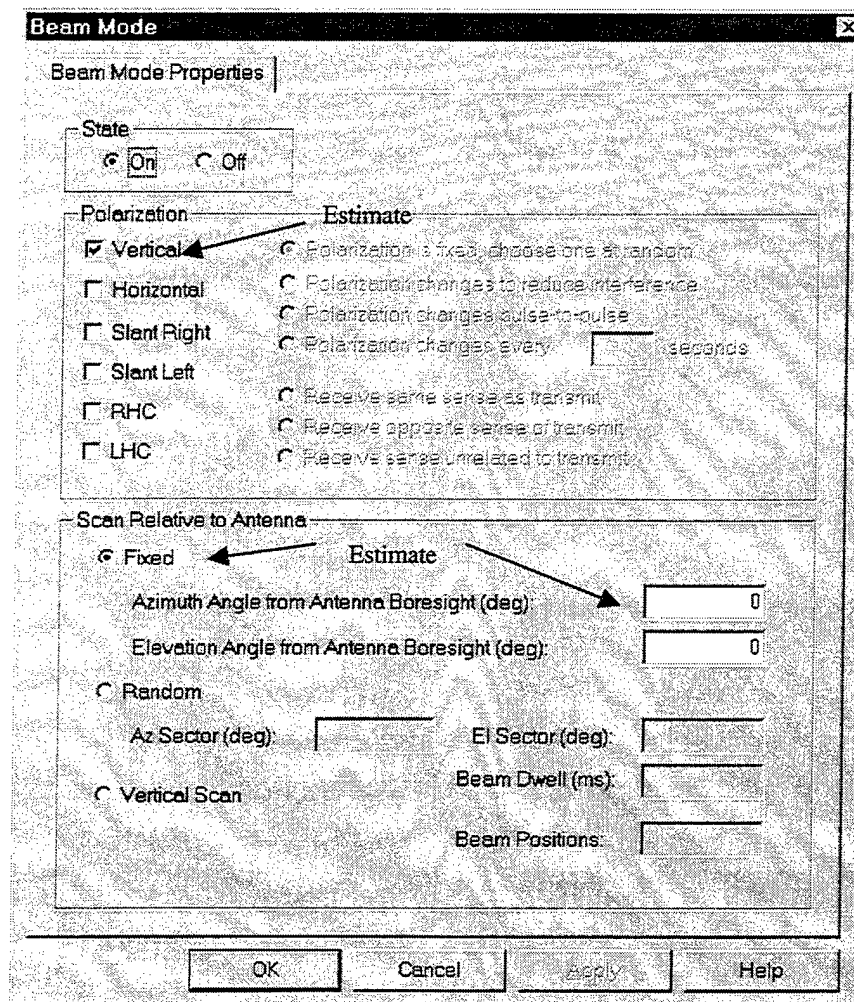 Beam Mode
Beam Mode Properties
State
On Off
Polarization Estimate
Vertical Polarization is fixed, choose one at random
Horizontal Polarization changes to reduce interference
Polarization changes pulse-to-pulse
Slant Right Polarization changes every seconds
Slant Left
Receive same sense as transmit
RHC Receive opposite sense of transmit
LHC Receive sense unrelated to transmit
Scan Relative to Antenna
Fixed Estimate
Azimuth Angle from Antenna Boresight (deg): 0
Elevation Angle from Antenna Boresight (deg): 0
Random
Az Sector (deg): El Sector (deg):
Beam Dwell (ms):
Vertical Scan
Beam Positions:
OK Cancel Apply Help